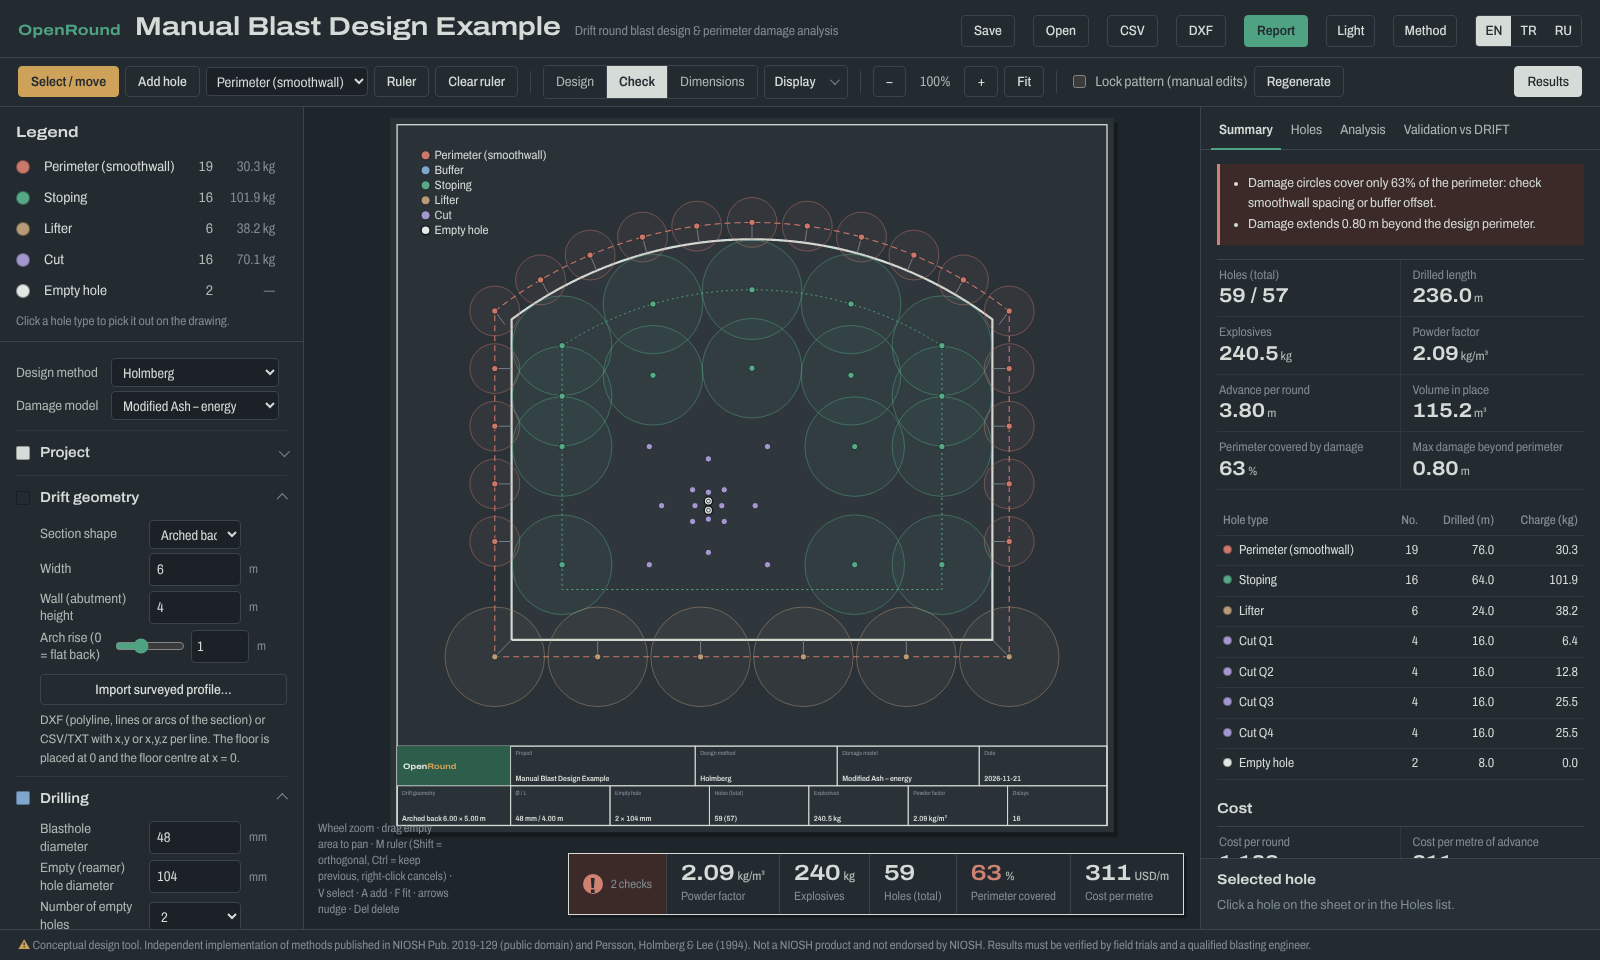 OpenRound
Manual Blast Design Example
Drift round blast design & perimeter damage analysis
Save
Open
CSV
DXF
Report
Light
Method
EN
TR
RU
Select / move
Add hole
Perimeter (smoothwall)
Ruler
Clear ruler
Design
Check
Dimensions
Display
−
100%
+
Fit
Lock pattern (manual edits)
Regenerate
Results
Legend
Perimeter (smoothwall) 19 30.3 kg
Stoping 16 101.9 kg
Lifter 6 38.2 kg
Cut 16 70.1 kg
Empty hole 2 —
Click a hole type to pick it out on the drawing.
Design method Holmberg
Damage model Modified Ash – energy
Project
Drift geometry
Section shape Arched bac
Width 6 m
Wall (abutment) height 4 m
Arch rise (0 = flat back) 1 m
Import surveyed profile...
DXF (polyline, lines or arcs of the section) or
CSV/TXT with x,y or x,y,z per line. The floor is
placed at 0 and the floor centre at x = 0.
Drilling
Blasthole diameter 48 mm
Empty (reamer) hole diameter 104 mm
Number of empty holes 2
Perimeter (smoothwall)
Buffer
Stoping
Lifter
Cut
Empty hole
OpenRound
Project
Manual Blast Design Example
Design method
Holmberg
Damage model
Modified Ash – energy
Date
2026-11-21
Drift geometry
Arched back 6.00 × 5.00 m
Ø / L
48 mm / 4.00 m
Empty hole
2 × 104 mm
Holes (total)
59 (57)
Explosives
240.5 kg
Powder factor
2.09 kg/m³
Delays
16
Wheel zoom · drag empty
area to pan · M ruler (Shift =
orthogonal, Ctrl = keep
previous, right-click cancels) ·
V select · A add · F fit · arrows
nudge · Del delete
2 checks
2.09 kg/m³
Powder factor
240 kg
Explosives
59
Holes (total)
63 %
Perimeter covered
311 USD/m
Cost per metre
Summary
Holes
Analysis
Validation vs DRIFT
• Damage circles cover only 63% of the perimeter: check
smoothwall spacing or buffer offset.
• Damage extends 0.80 m beyond the design perimeter.
Holes (total)
59 / 57
Drilled length
236.0 m
Explosives
240.5 kg
Powder factor
2.09 kg/m³
Advance per round
3.80 m
Volume in place
115.2 m³
Perimeter covered by damage
63 %
Max damage beyond perimeter
0.80 m
Hole type No. Drilled (m) Charge (kg)
Perimeter (smoothwall) 19 76.0 30.3
Stoping 16 64.0 101.9
Lifter 6 24.0 38.2
Cut Q1 4 16.0 6.4
Cut Q2 4 16.0 12.8
Cut Q3 4 16.0 25.5
Cut Q4 4 16.0 25.5
Empty hole 2 8.0 0.0
Cost
Cost per round
Cost per metre of advance
Selected hole
Click a hole on the sheet or in the Holes list.
⚠ Conceptual design tool. Independent implementation of methods published in NIOSH Pub. 2019-129 (public domain) and Persson, Holmberg & Lee (1994). Not a NIOSH product and not endorsed by NIOSH. Results must be verified by field trials and a qualified blasting engineer.